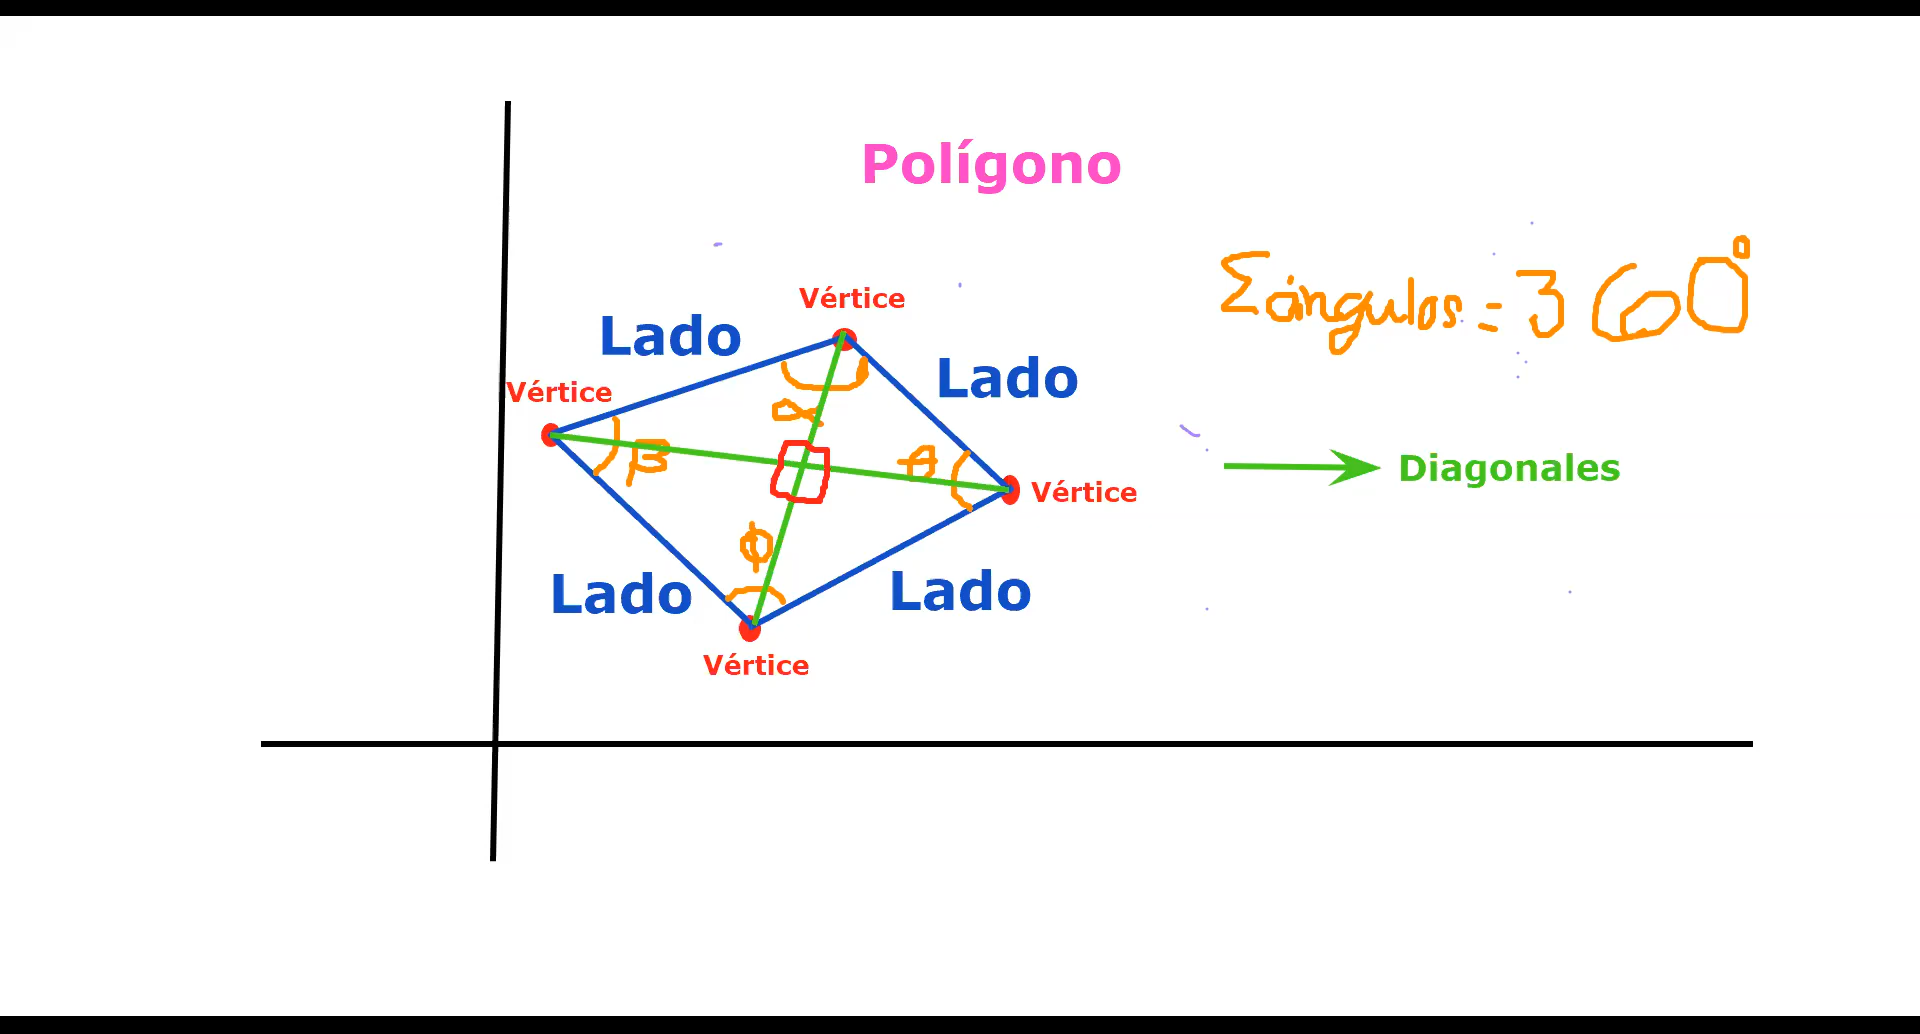 Polígono
Σángulos = 360°
Vértice
Lado
Lado
Vértice
α
β
θ
Diagonales
Vértice
φ
Lado
Lado
Vértice